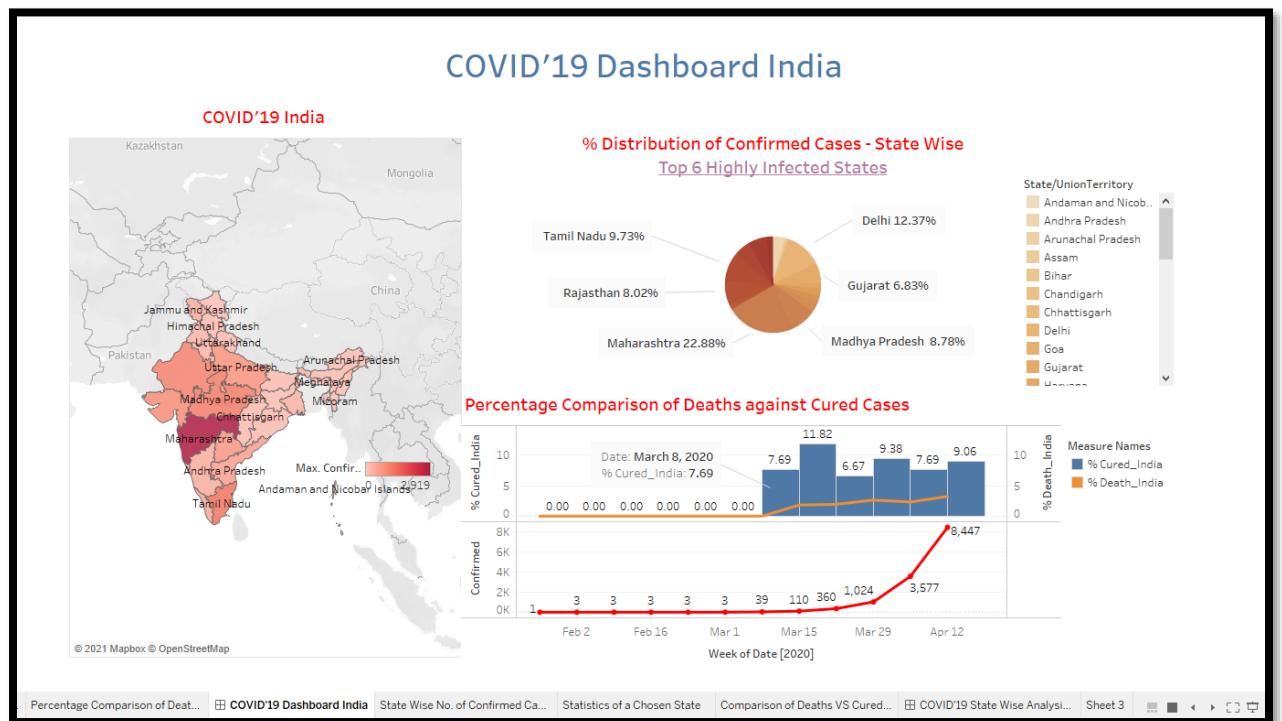 COVID'19 Dashboard India
COVID'19 India
Kazakhstan
Mongolia
China
Pakistan
Jammu and Kashmir
Himachal Pradesh
Uttarakhand
Uttar Pradesh
Arunachal Pradesh
Meghalaya
Madhya Pradesh
Mizoram
Chhattisgarh
Maharashtra
Andhra Pradesh
Andaman and Nicobar Islands
Tamil Nadu
Max. Confir..
0 2,919
© 2021 Mapbox © OpenStreetMap
% Distribution of Confirmed Cases - State Wise
Top 6 Highly Infected States
Delhi 12.37%
Tamil Nadu 9.73%
Gujarat 6.83%
Rajasthan 8.02%
Maharashtra 22.88%
Madhya Pradesh 8.78%
State/UnionTerritory
Andaman and Nicob..
Andhra Pradesh
Arunachal Pradesh
Assam
Bihar
Chandigarh
Chhattisgarh
Delhi
Goa
Gujarat
Haryana
Percentage Comparison of Deaths against Cured Cases
% Cured_India
10
5
0
Date: March 8, 2020
% Cured_India: 7.69
0.00 0.00 0.00 0.00 0.00 0.00
7.69 11.82 6.67 9.38 7.69 9.06
10
5
0
% Death_India
Measure Names
% Cured_India
% Death_India
Confirmed
8K
6K
4K
2K
0K
1 3 3 3 3 3 39 110 360 1,024 3,577 8,447
Feb 2 Feb 16 Mar 1 Mar 15 Mar 29 Apr 12
Week of Date [2020]
Percentage Comparison of Deat...
COVID'19 Dashboard India
State Wise No. of Confirmed Ca...
Statistics of a Chosen State
Comparison of Deaths VS Cured...
COVID'19 State Wise Analysi...
Sheet 3